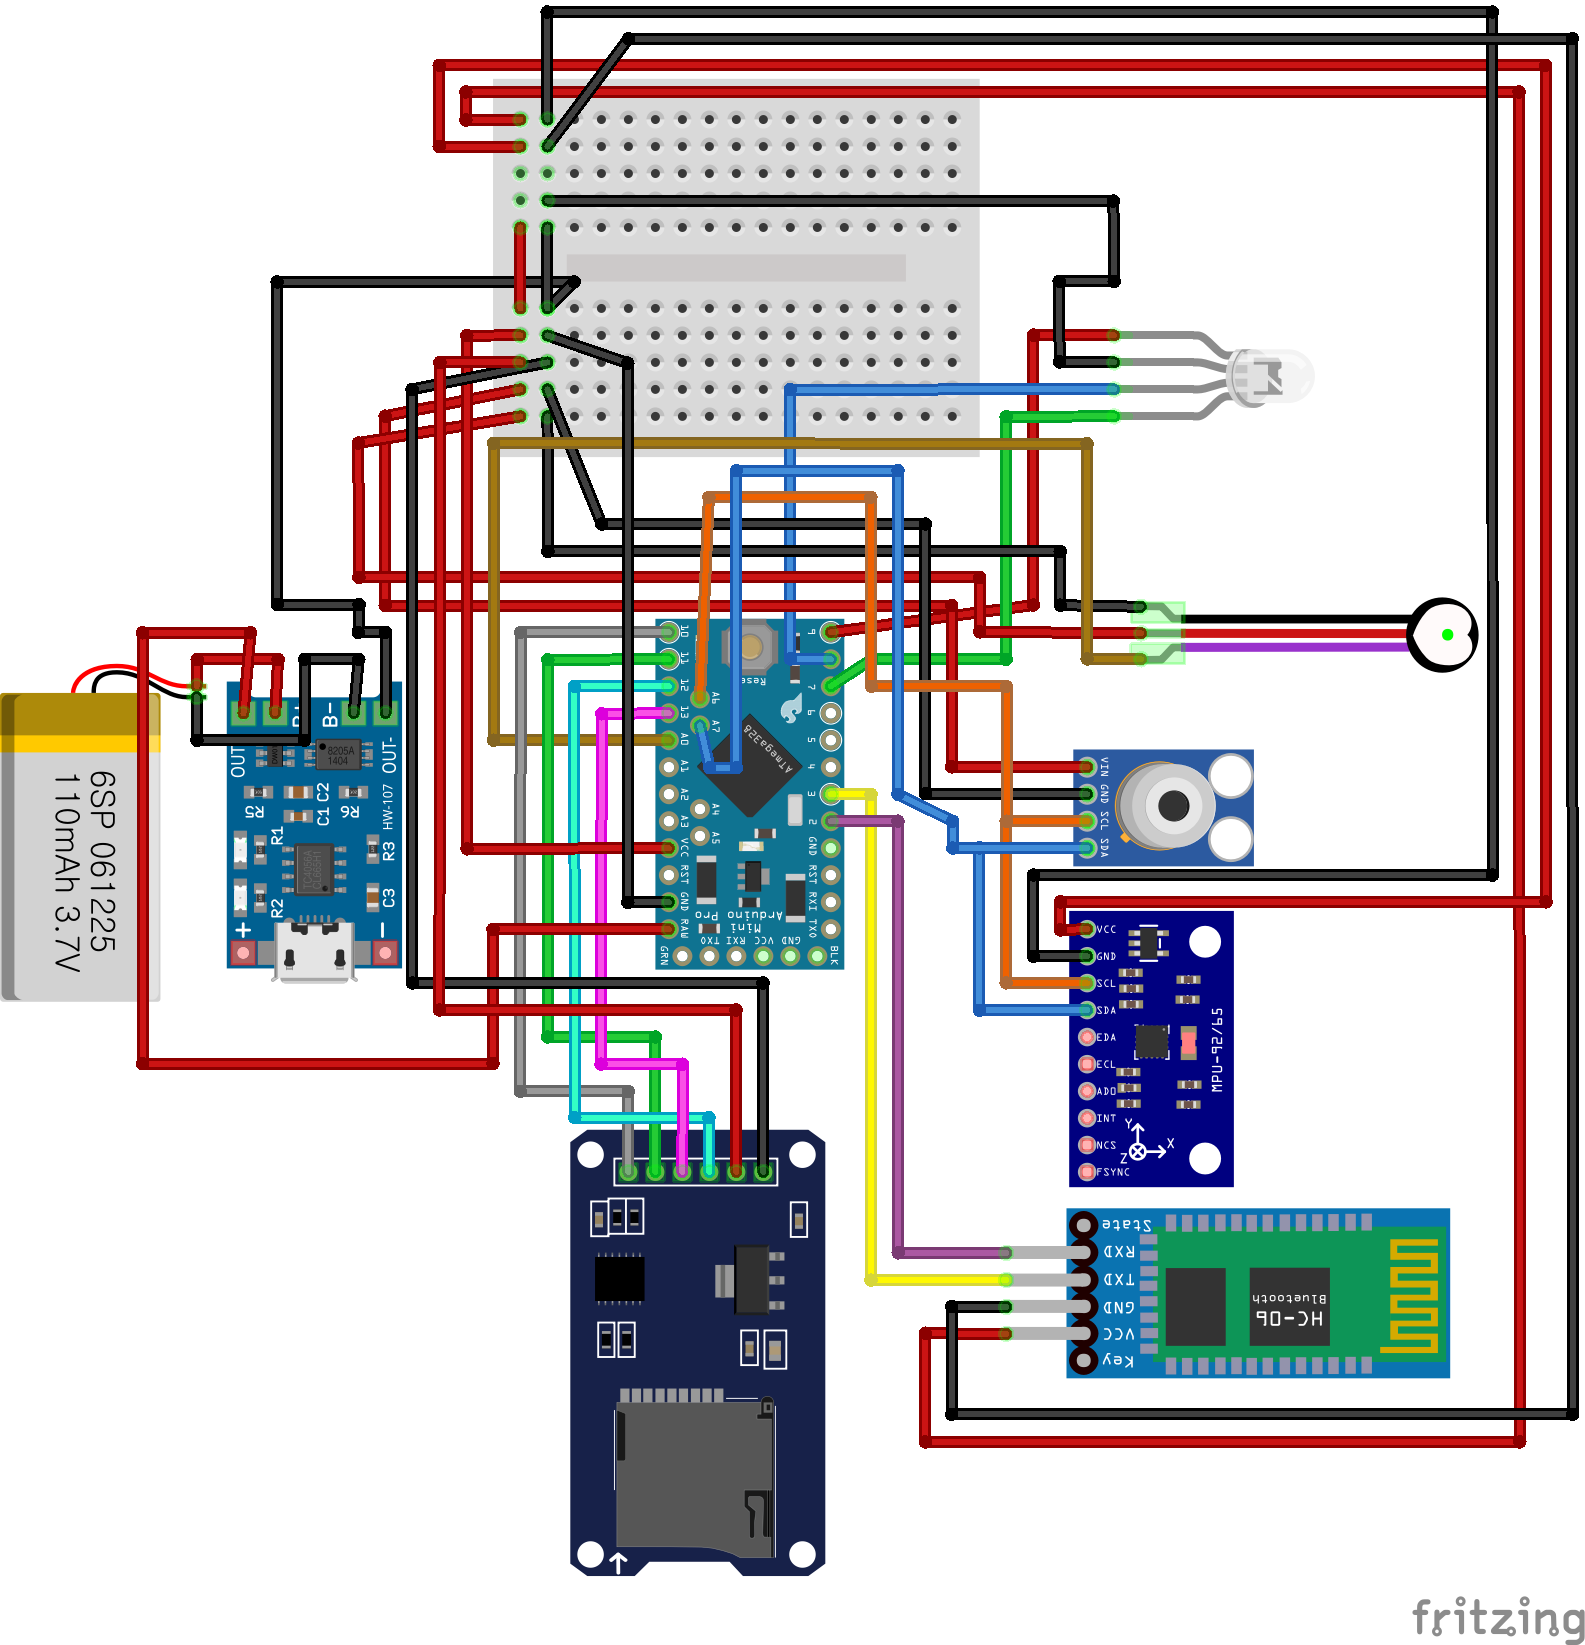 6SP 061225
110mAh 3.7V
OUT
B+
B-
OUT-
8205A
1404
R5
C2
C1
R6
HW-107
R1
R3
R2
C3
+
-
TC4056A
10
11
12
13
A0
A1
A2
A3
VCC
RST
GND
RAW
Rese
A6
A7
A4
A5
ATmega328
9
7
6
5
4
3
2
GND
RST
RXI
TXO
Arduino
Pro
Mini
GRN
TXO
RXI
VCC
GND
BLK
VIN
GND
SCL
SDA
VCC
GND
SCL
SDA
EDA
ECL
ADO
INT
NCS
FSYNC
MPU-92/65
Y
X
Z
State
RXD
TXD
GND
VCC
Key
Bluetooth
HC-06
fritzing